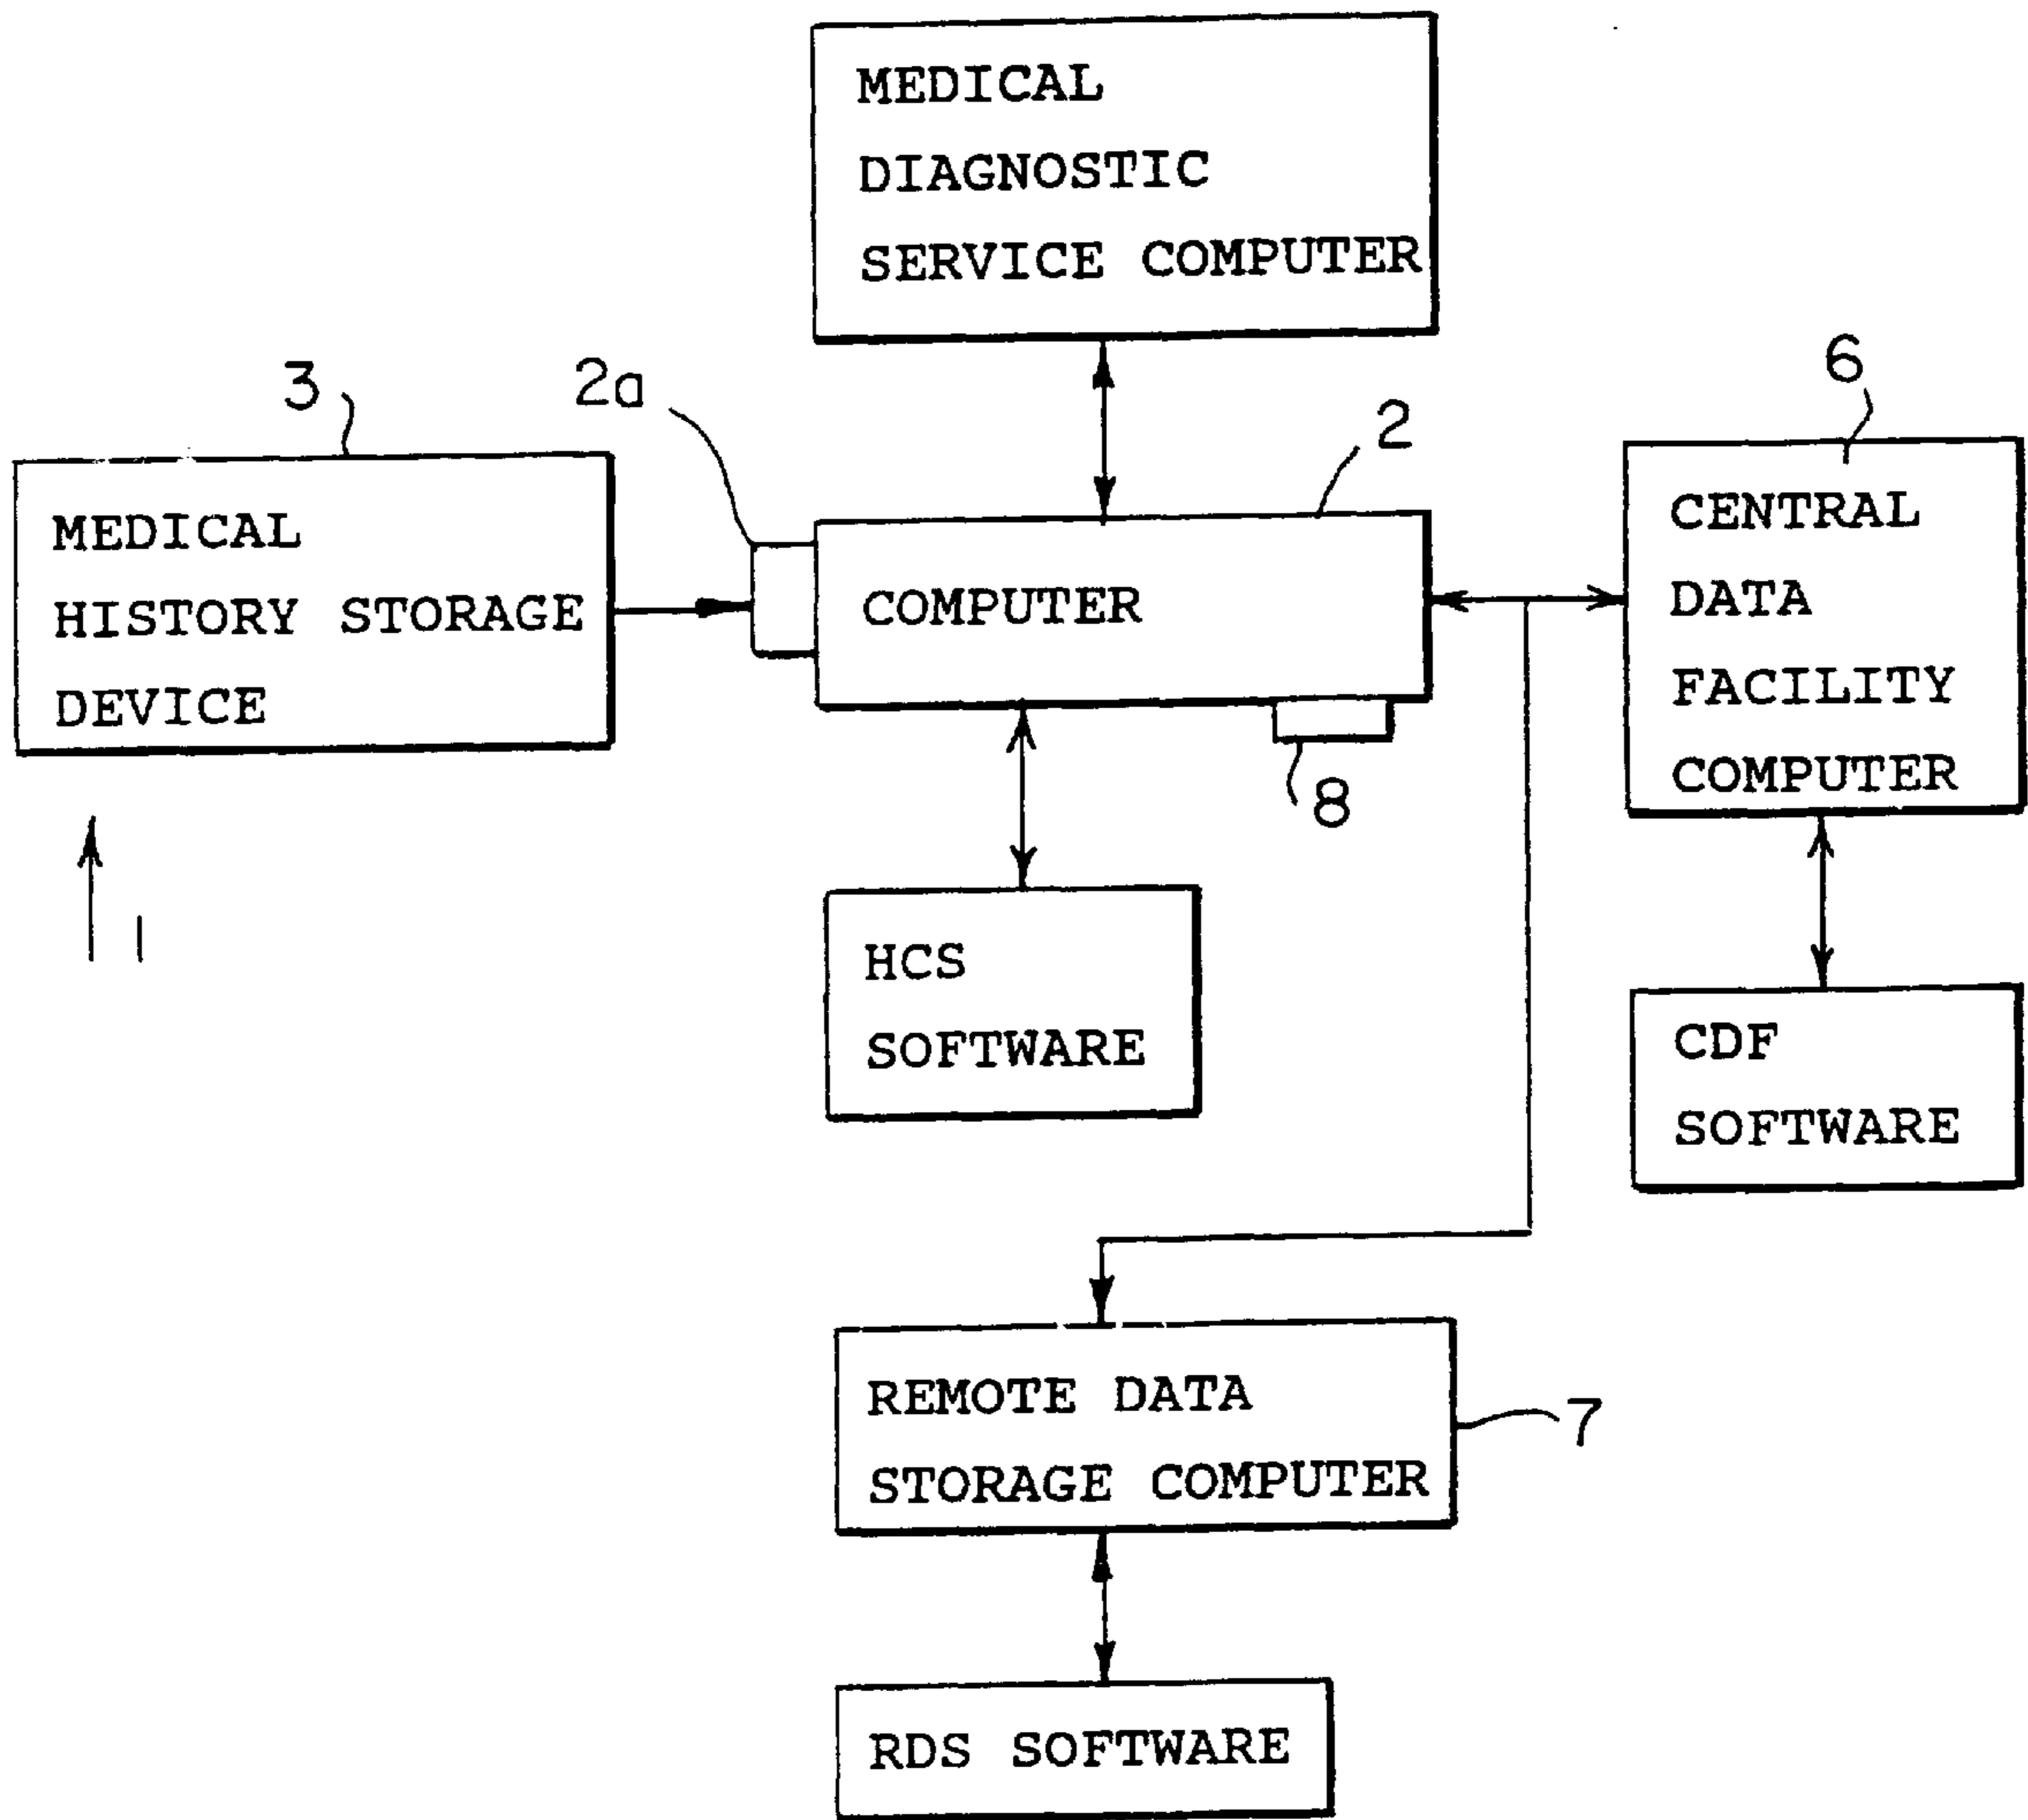 MEDICAL
DIAGNOSTIC
SERVICE COMPUTER
3
2a
2
6
MEDICAL
HISTORY STORAGE
DEVICE
COMPUTER
CENTRAL
DATA
FACILITY
COMPUTER
8
1
HCS
SOFTWARE
CDF
SOFTWARE
REMOTE DATA
STORAGE COMPUTER
7
RDS SOFTWARE